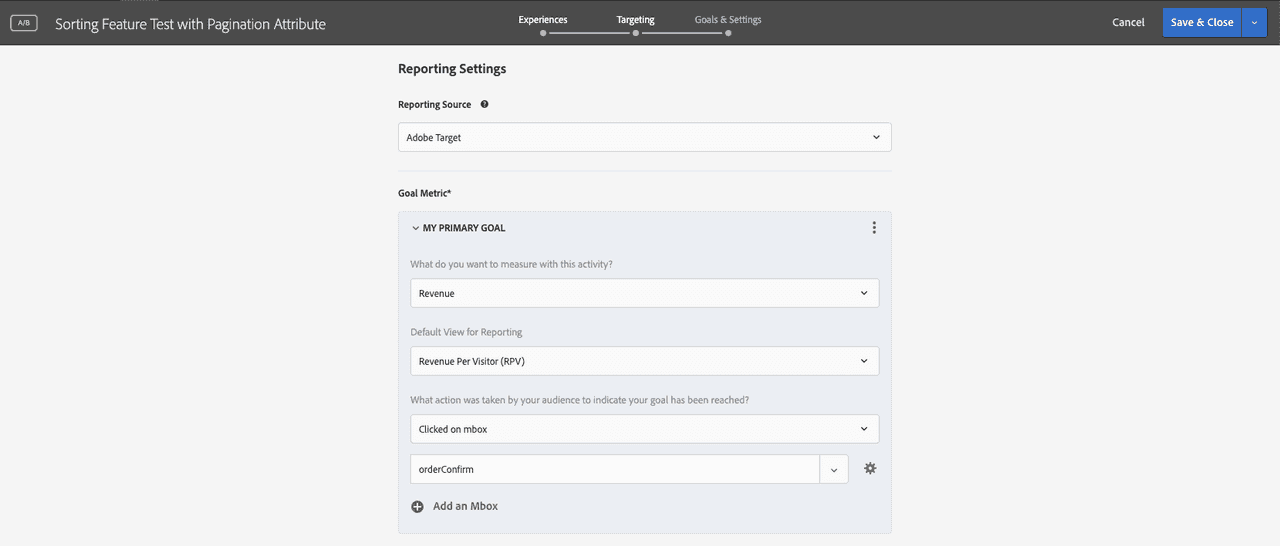 A/B
Sorting Feature Test with Pagination Attribute
Experiences
Targeting
Goals & Settings
Cancel
Save & Close
Reporting Settings
Reporting Source ?
Adobe Target
Goal Metric*
MY PRIMARY GOAL
What do you want to measure with this activity?
Revenue
Default View for Reporting
Revenue Per Visitor (RPV)
What action was taken by your audience to indicate your goal has been reached?
Clicked on mbox
orderConfirm
Add an Mbox